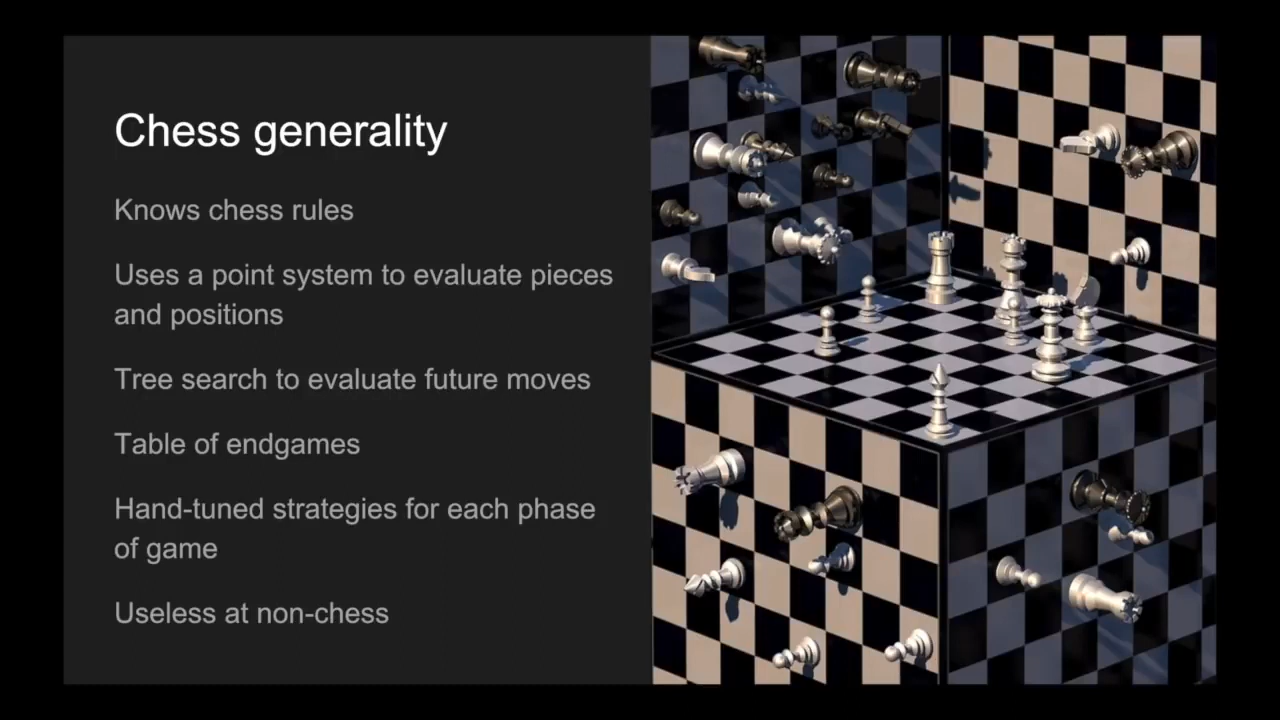 Chess generality
Knows chess rules
Uses a point system to evaluate pieces
and positions
Tree search to evaluate future moves
Table of endgames
Hand-tuned strategies for each phase
of game
Useless at non-chess